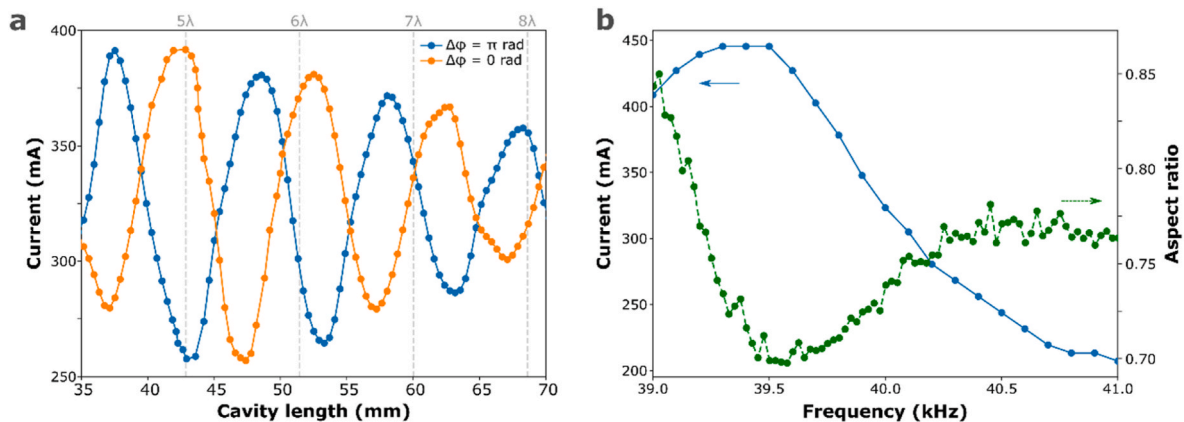 a
5λ 6λ 7λ 8λ
400
350
300
250
Current (mA)
Δφ = π rad
Δφ = 0 rad
35 40 45 50 55 60 65 70
Cavity length (mm)
b
450
400
350
300
250
200
Current (mA)
0.85
0.80
0.75
0.70
Aspect ratio
39.0 39.5 40.0 40.5 41.0
Frequency (kHz)